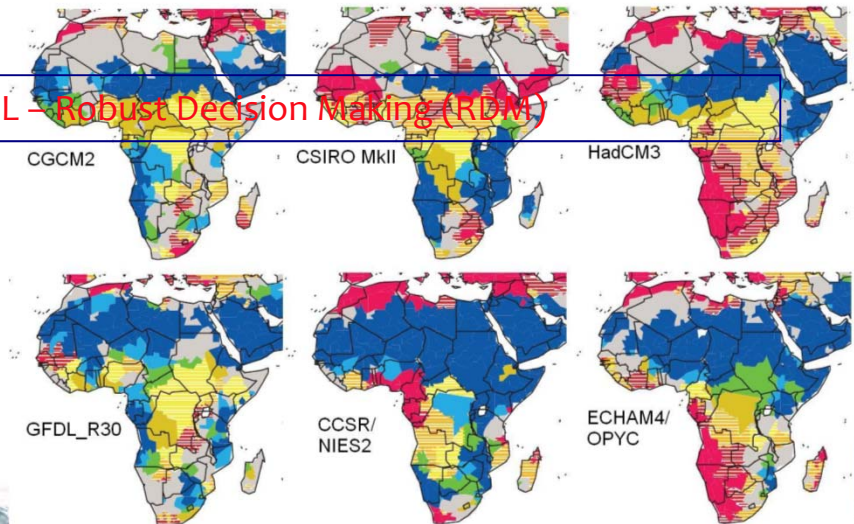 L – Robust Decision Making (RDM)
CGCM2
CSIRO MkII
HadCM3
GFDL_R30
CCSR/
NIES2
ECHAM4/
OPYC